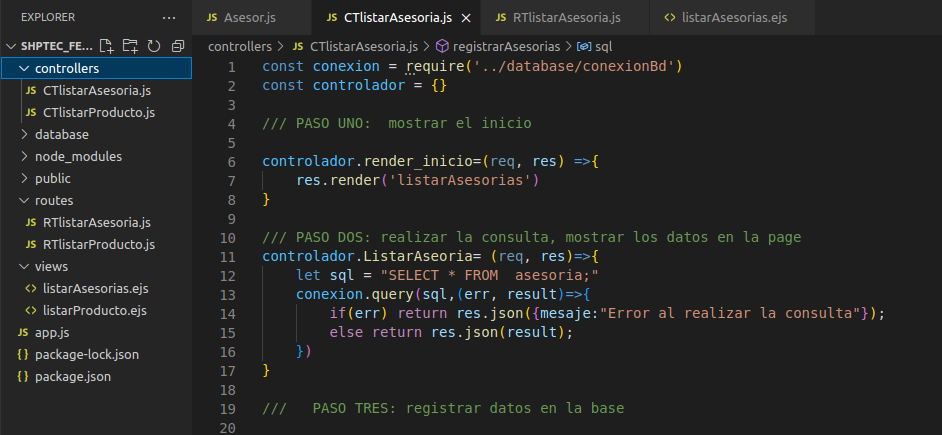 EXPLORER ···
SHPTEC_FE...
controllers
JS CTlistarAsesoria.js
JS CTlistarProducto.js
database
node_modules
public
routes
JS RTlistarAsesoria.js
JS RTlistarProducto.js
views
<> listarAsesorias.ejs
<> listarProducto.ejs
JS app.js
{} package-lock.json
{} package.json
JS Asesor.js
JS CTlistarAsesoria.js ×
JS RTlistarAsesoria.js
<> listarAsesorias.ejs
controllers > JS CTlistarAsesoria.js > registrarAsesorias > sql
1 const conexion = require('../database/conexionBd')
2 const controlador = {}
3
4 /// PASO UNO:  mostrar el inicio
5
6 controlador.render_inicio=(req, res) =>{
7     res.render('listarAsesorias')
8 }
9
10 /// PASO DOS: realizar la consulta, mostrar los datos en la page
11 controlador.ListarAseoria= (req, res)=>{
12     let sql = "SELECT * FROM  asesoria;"
13     conexion.query(sql,(err, result)=>{
14         if(err) return res.json({mesaje:"Error al realizar la consulta"});
15         else return res.json(result);
16     })
17 }
18
19 ///   PASO TRES: registrar datos en la base
20